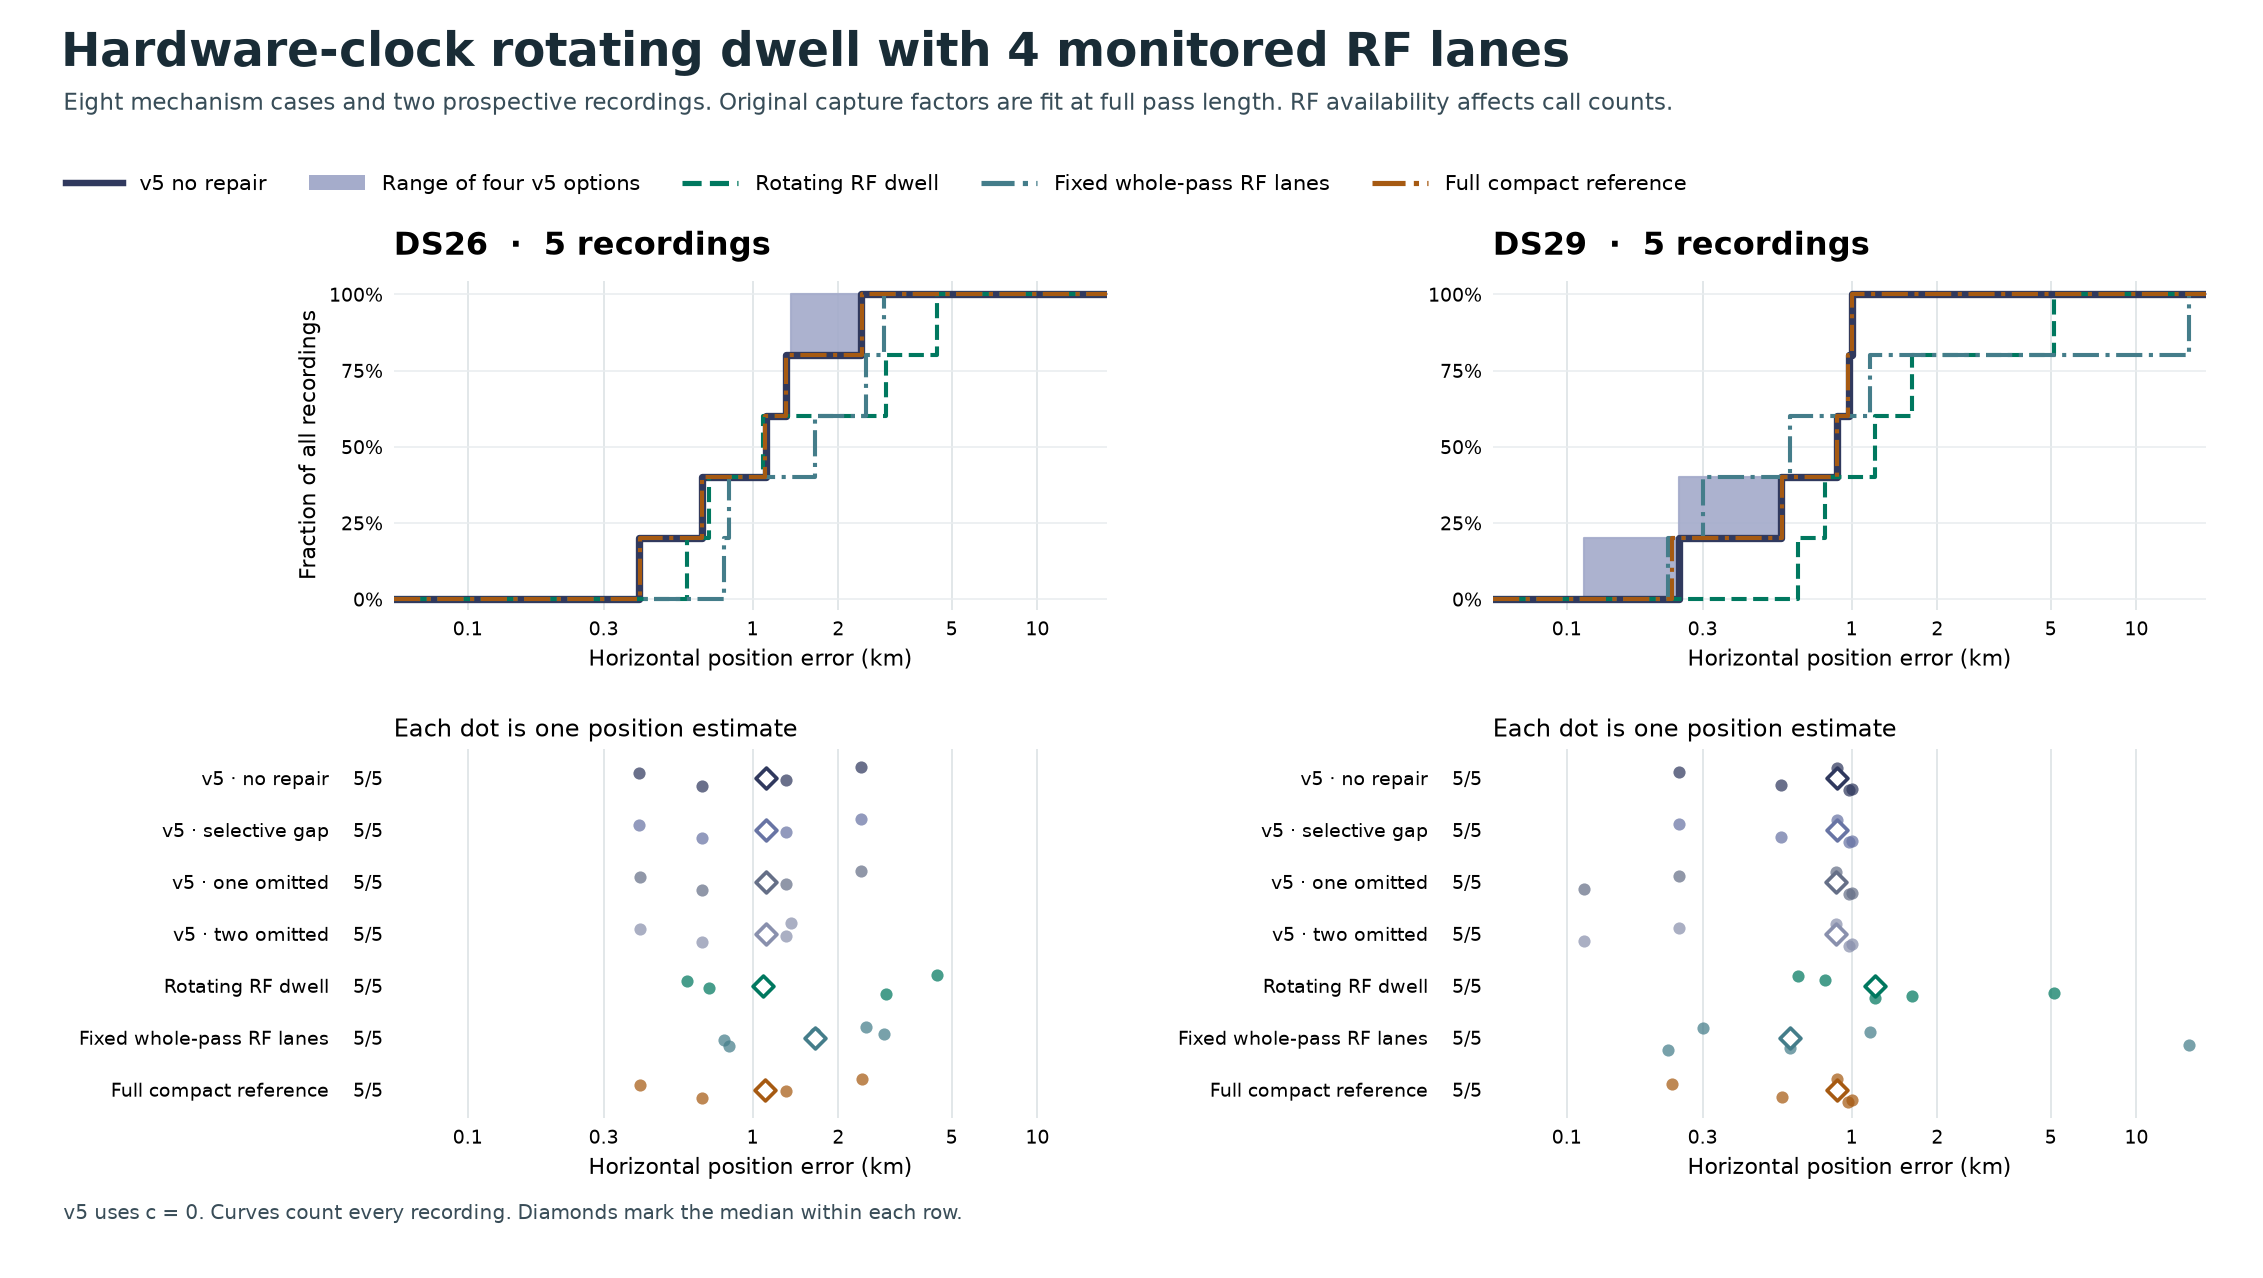 Hardware-clock rotating dwell with 4 monitored RF lanes
Eight mechanism cases and two prospective recordings. Original capture factors are fit at full pass length. RF availability affects call counts.
v5 no repair
Range of four v5 options
Rotating RF dwell
Fixed whole-pass RF lanes
Full compact reference
DS26 · 5 recordings
Fraction of all recordings
100%
75%
50%
25%
0%
0.1 0.3 1 2 5 10
Horizontal position error (km)
DS29 · 5 recordings
100%
75%
50%
25%
0%
0.1 0.3 1 2 5 10
Horizontal position error (km)
Each dot is one position estimate
v5 · no repair 5/5
v5 · selective gap 5/5
v5 · one omitted 5/5
v5 · two omitted 5/5
Rotating RF dwell 5/5
Fixed whole-pass RF lanes 5/5
Full compact reference 5/5
0.1 0.3 1 2 5 10
Horizontal position error (km)
Each dot is one position estimate
v5 · no repair 5/5
v5 · selective gap 5/5
v5 · one omitted 5/5
v5 · two omitted 5/5
Rotating RF dwell 5/5
Fixed whole-pass RF lanes 5/5
Full compact reference 5/5
0.1 0.3 1 2 5 10
Horizontal position error (km)
v5 uses c = 0. Curves count every recording. Diamonds mark the median within each row.